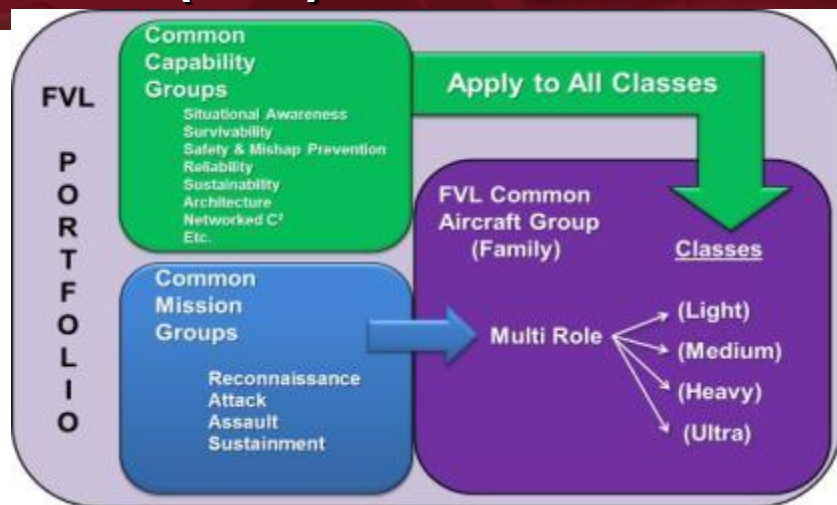 FVL
PORTFOLIO
Common
Capability
Groups
Situational Awareness
Survivability
Safety & Mishap Prevention
Reliability
Sustainability
Architecture
Networked C²
Etc.
Apply to All Classes
Common
Mission
Groups
Reconnaissance
Attack
Assault
Sustainment
FVL Common
Aircraft Group
(Family)
Classes
Multi Role
(Light)
(Medium)
(Heavy)
(Ultra)